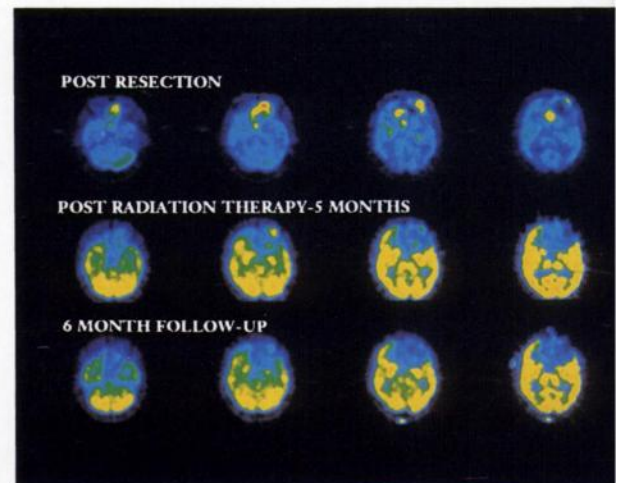 POST RESECTION
POST RADIATION THERAPY-5 MONTHS
6 MONTH FOLLOW-UP